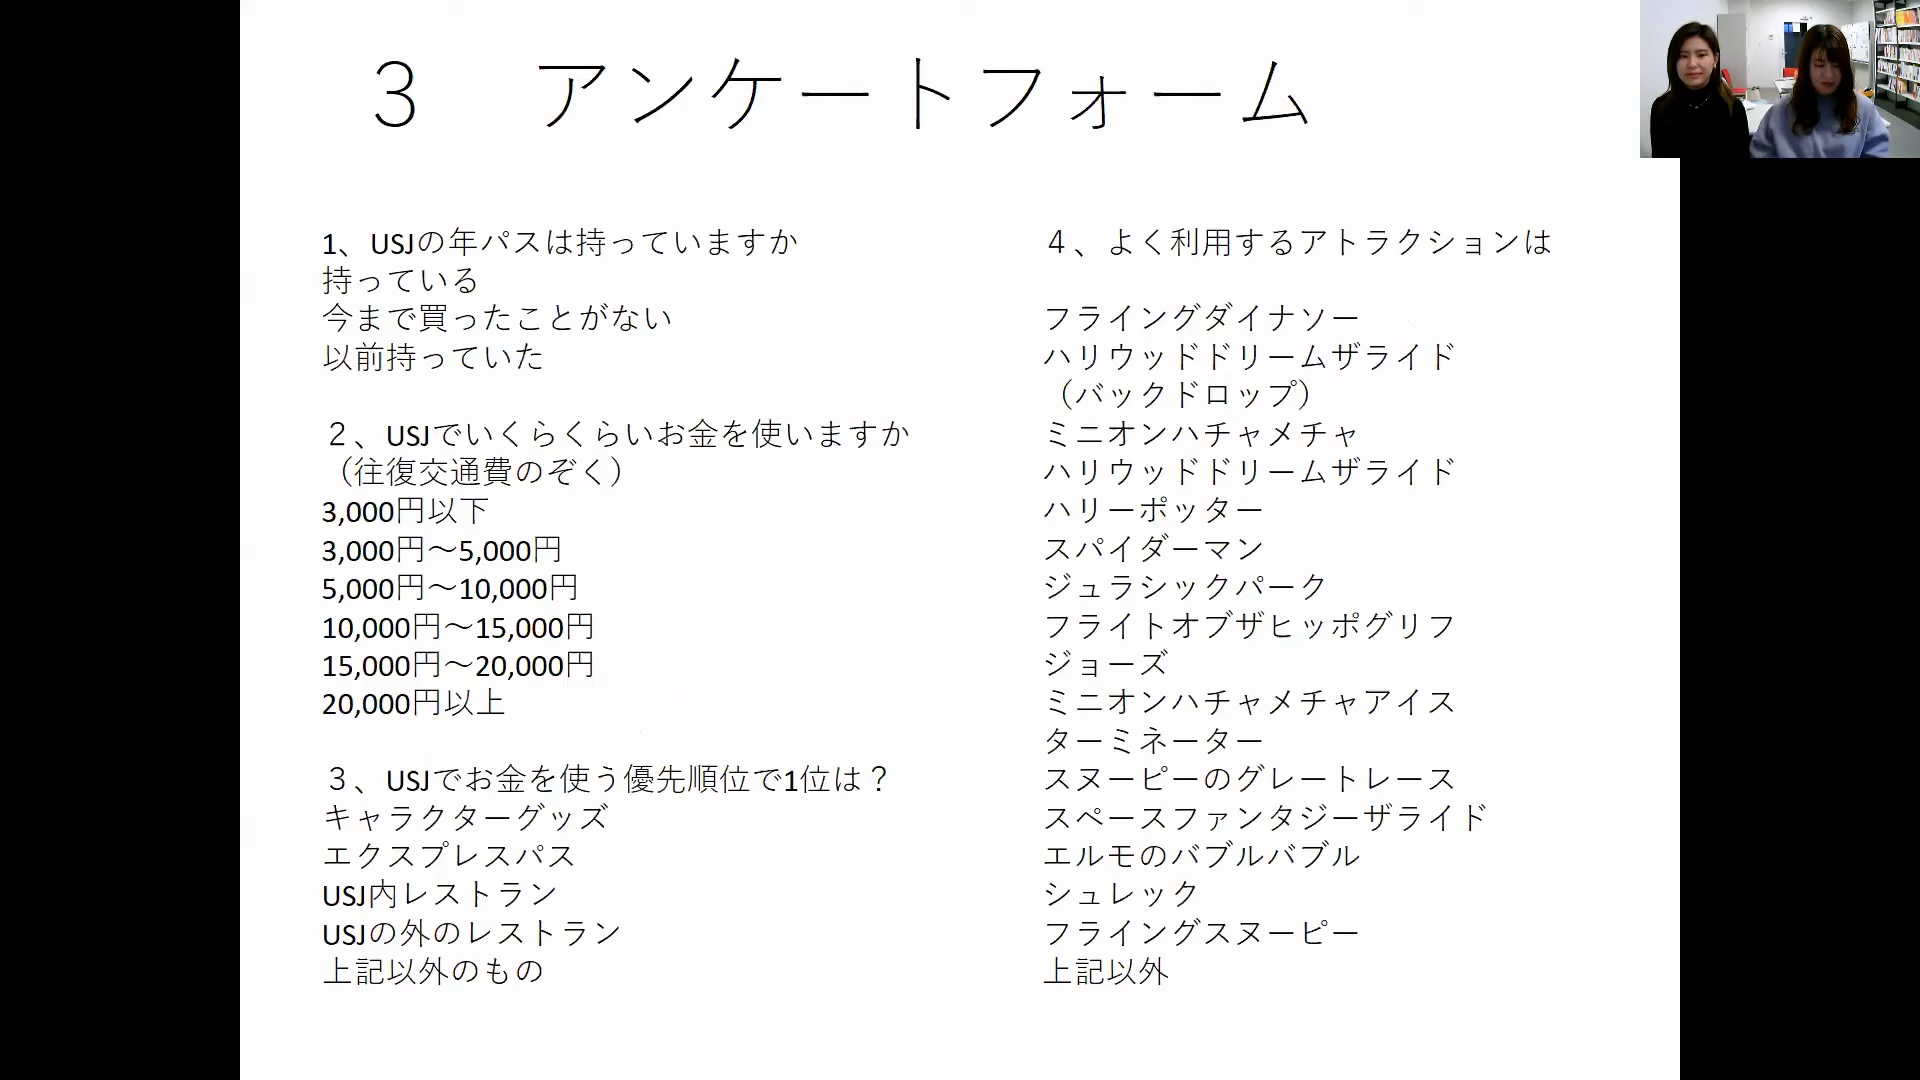 ３　アンケートフォーム
1、USJの年パスは持っていますか
持っている
今まで買ったことがない
以前持っていた
２、USJでいくらくらいお金を使いますか
（往復交通費のぞく）
3,000円以下
3,000円～5,000円
5,000円～10,000円
10,000円～15,000円
15,000円～20,000円
20,000円以上
３、USJでお金を使う優先順位で1位は？
キャラクターグッズ
エクスプレスパス
USJ内レストラン
USJの外のレストラン
上記以外のもの
４、よく利用するアトラクションは
フライングダイナソー
ハリウッドドリームザライド
（バックドロップ）
ミニオンハチャメチャ
ハリウッドドリームザライド
ハリーポッター
スパイダーマン
ジュラシックパーク
フライトオブザヒッポグリフ
ジョーズ
ミニオンハチャメチャアイス
ターミネーター
スヌーピーのグレートレース
スペースファンタジーザライド
エルモのバブルバブル
シュレック
フライングスヌーピー
上記以外